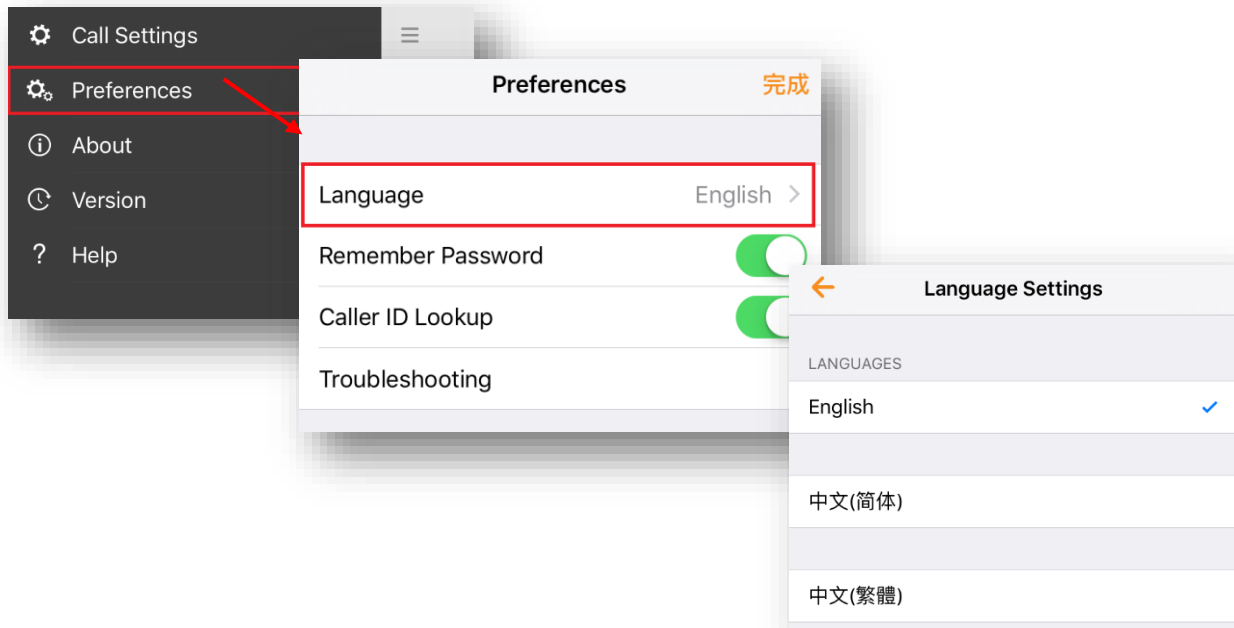 Call Settings
Preferences
About
Version
? Help
Preferences 完成
Language English
Remember Password
Caller ID Lookup
Troubleshooting
Language Settings
LANGUAGES
English
中文(简体)
中文(繁體)